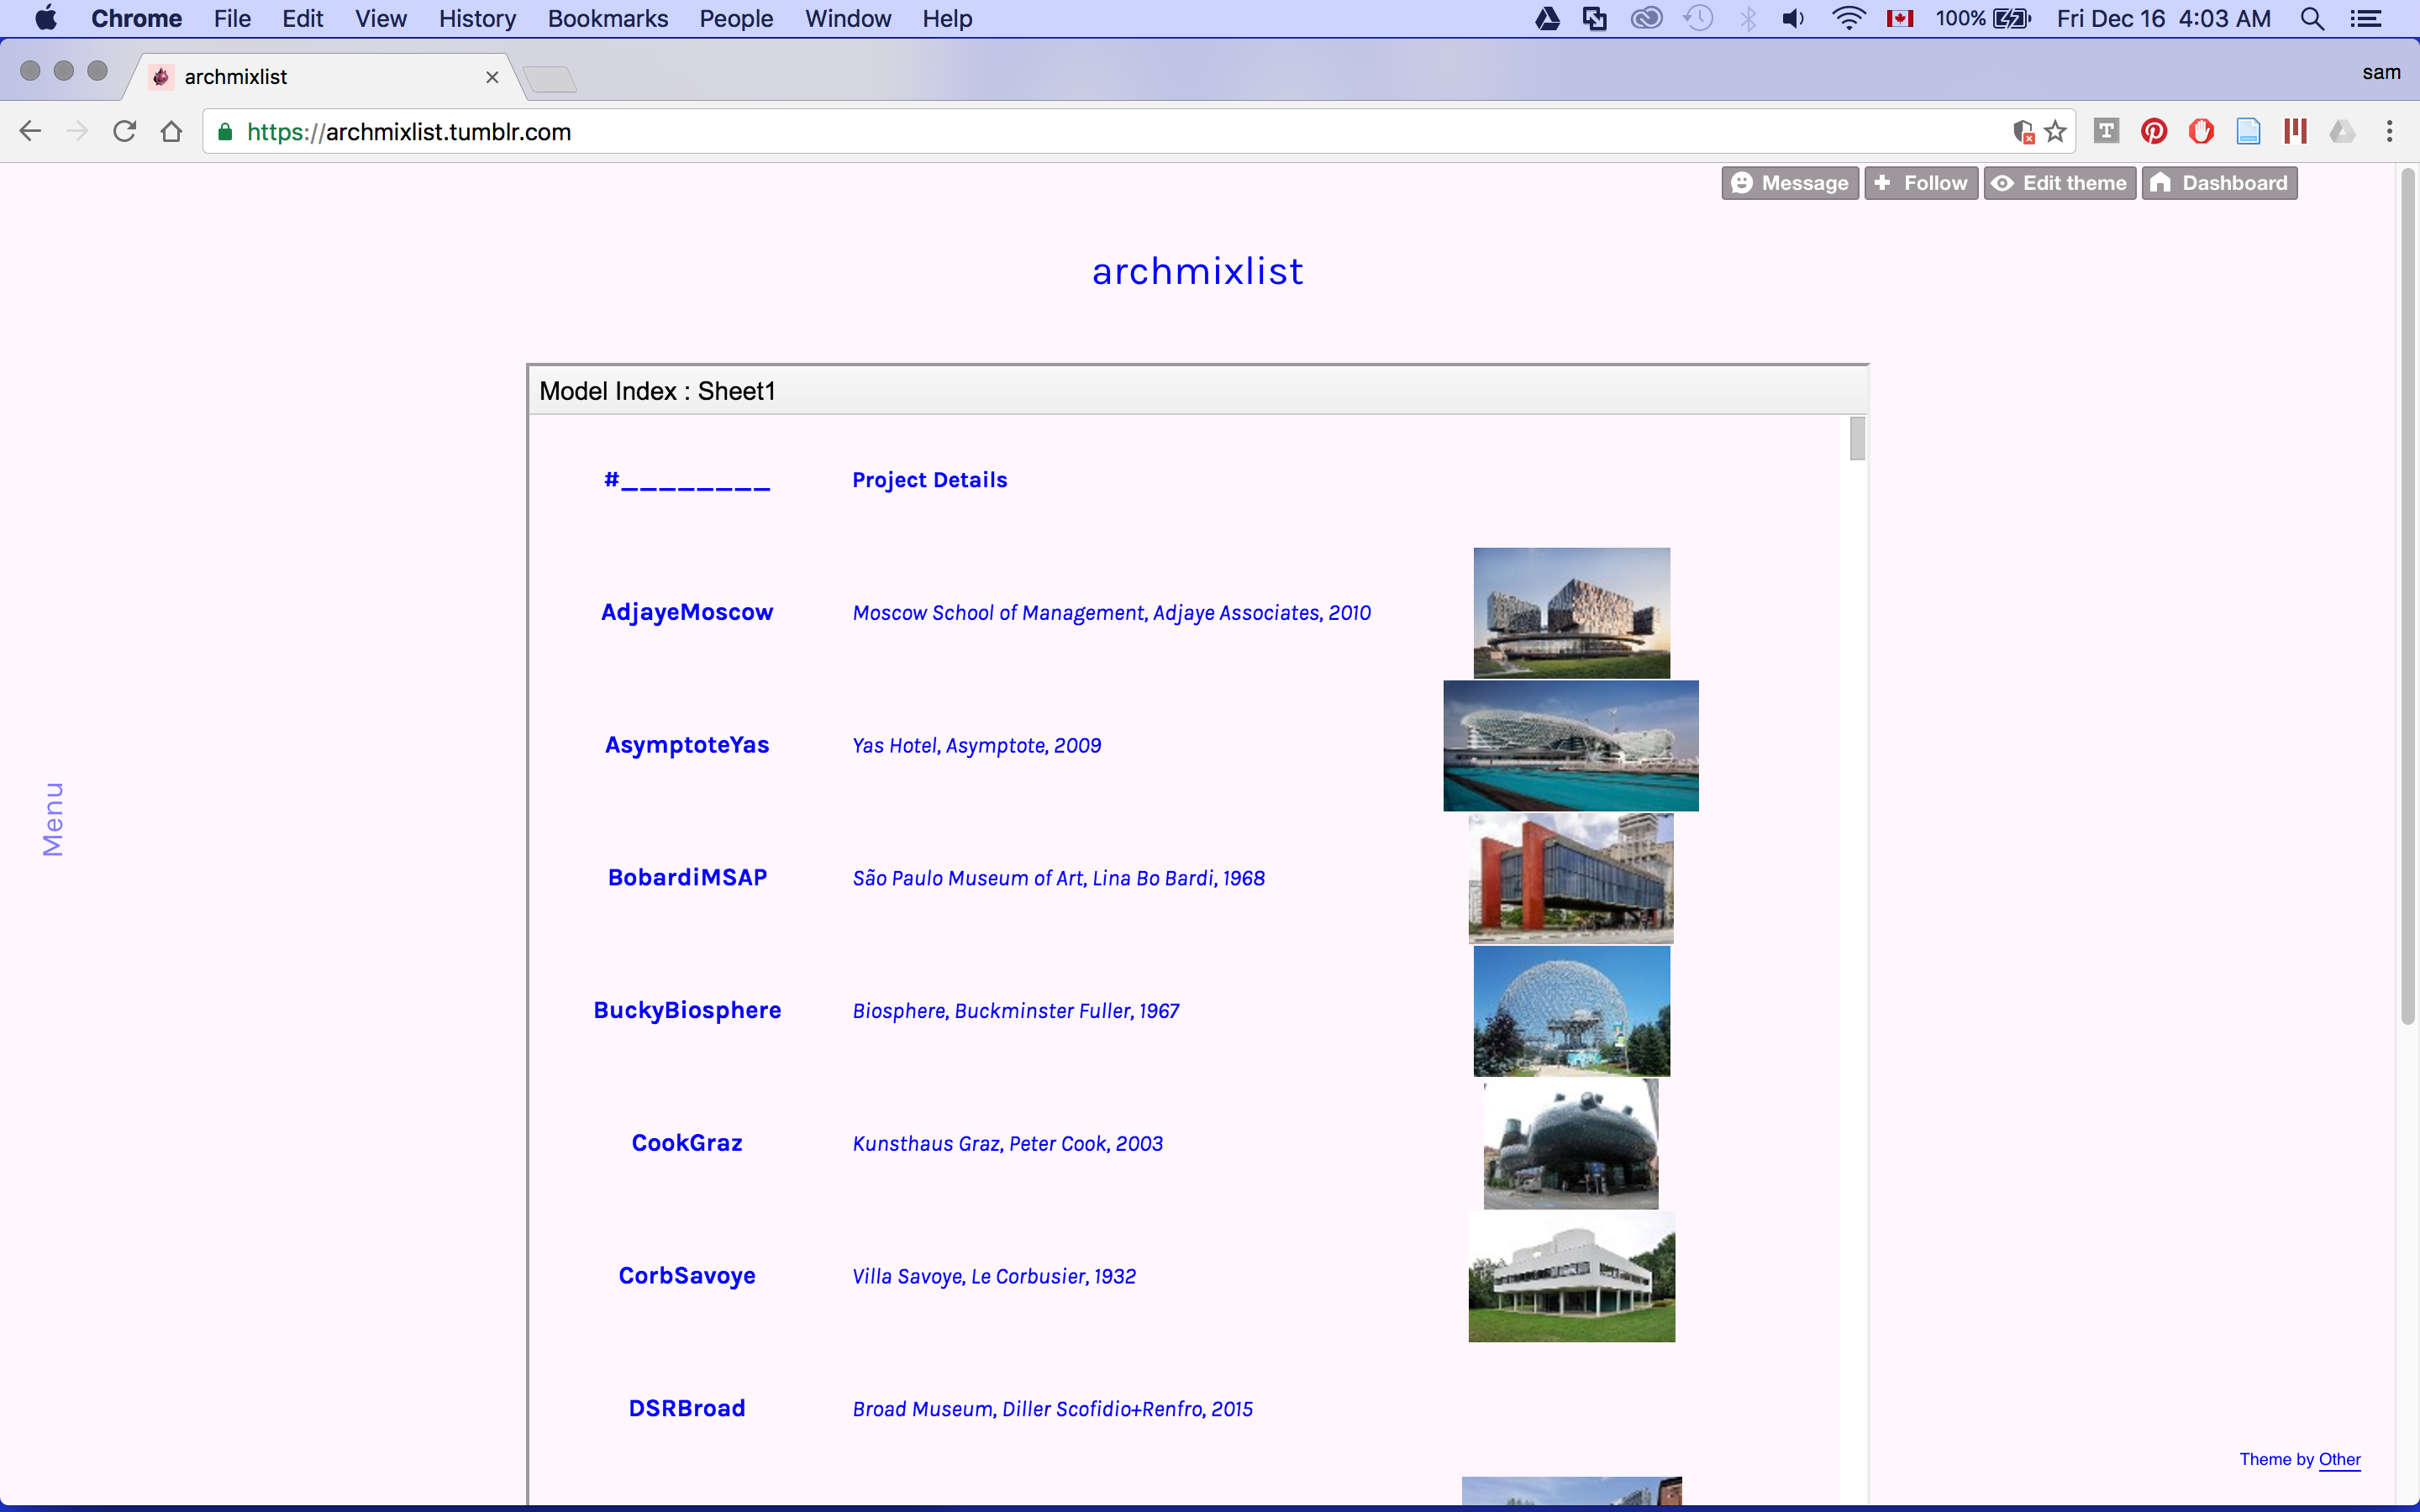 Chrome File Edit View History Bookmarks People Window Help 100% Fri Dec 16 4:03 AM
archmixlist sam
https://archmixlist.tumblr.com
Message Follow Edit theme Dashboard
archmixlist
Model Index : Sheet1
#________ Project Details
AdjayeMoscow Moscow School of Management, Adjaye Associates, 2010
AsymptoteYas Yas Hotel, Asymptote, 2009
Menu
BobardiMSAP São Paulo Museum of Art, Lina Bo Bardi, 1968
BuckyBiosphere Biosphere, Buckminster Fuller, 1967
CookGraz Kunsthaus Graz, Peter Cook, 2003
CorbSavoye Villa Savoye, Le Corbusier, 1932
DSRBroad Broad Museum, Diller Scofidio+Renfro, 2015
Theme by Other